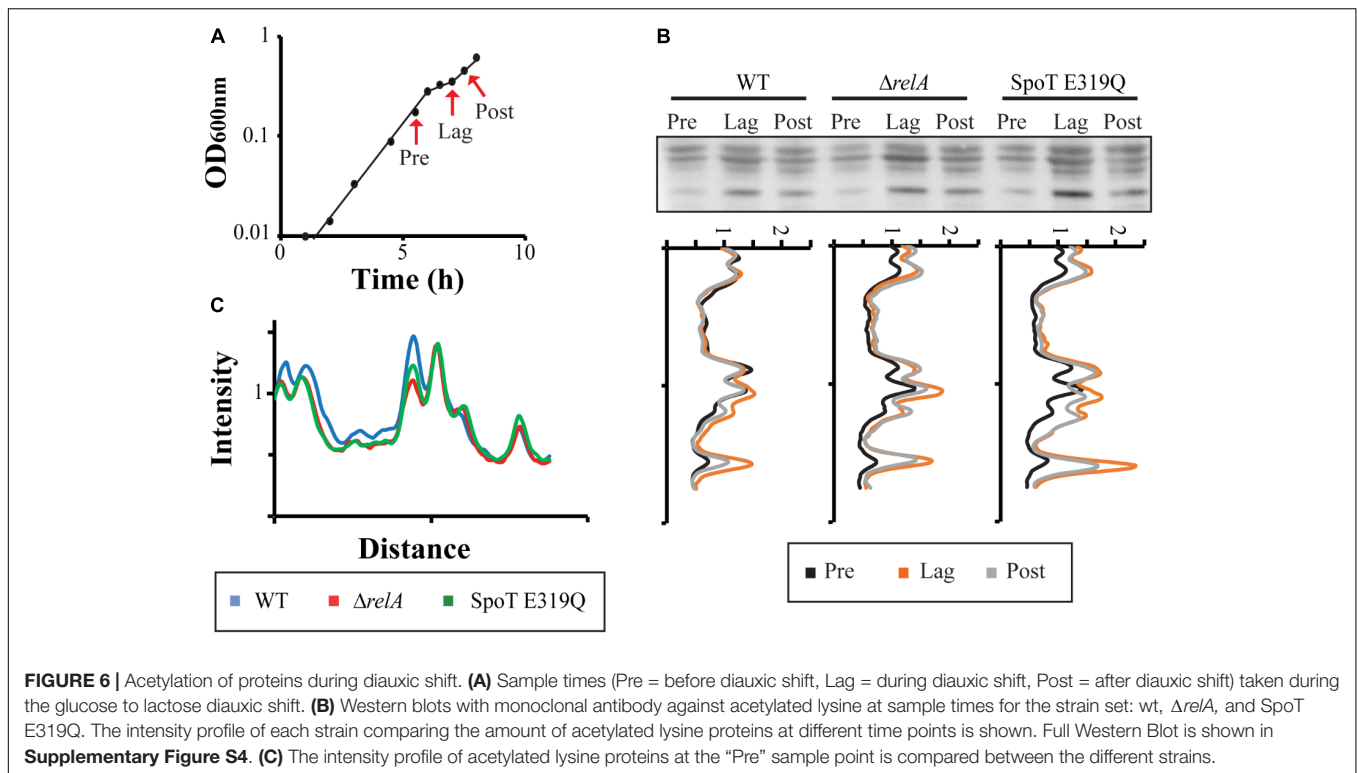 A
1
0.1
0.01
OD600nm
0
5
10
Time (h)
Pre
Lag
Post
B
WT
ΔrelA
SpoT E319Q
Pre Lag Post Pre Lag Post Pre Lag Post
1 2 1 2 1 2
Pre Lag Post
C
Intensity
1
Distance
WT ΔrelA SpoT E319Q
FIGURE 6 | Acetylation of proteins during diauxic shift. (A) Sample times (Pre = before diauxic shift, Lag = during diauxic shift, Post = after diauxic shift) taken during
the glucose to lactose diauxic shift. (B) Western blots with monoclonal antibody against acetylated lysine at sample times for the strain set: wt, ΔrelA, and SpoT
E319Q. The intensity profile of each strain comparing the amount of acetylated lysine proteins at different time points is shown. Full Western Blot is shown in
Supplementary Figure S4. (C) The intensity profile of acetylated lysine proteins at the “Pre” sample point is compared between the different strains.